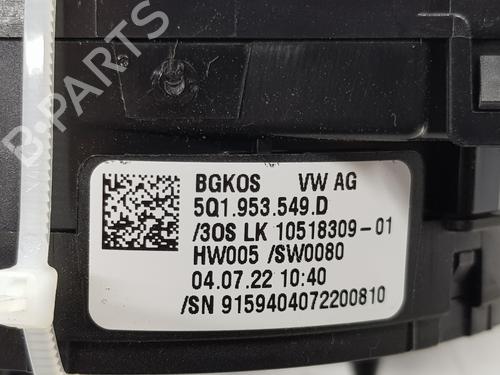 B-PARTS
BGKOS VW AG
5Q1.953.549.D
/3OS LK 10518309-01
HW005 /SW0080
04.07.22 10:40
/SN 9159404072200810